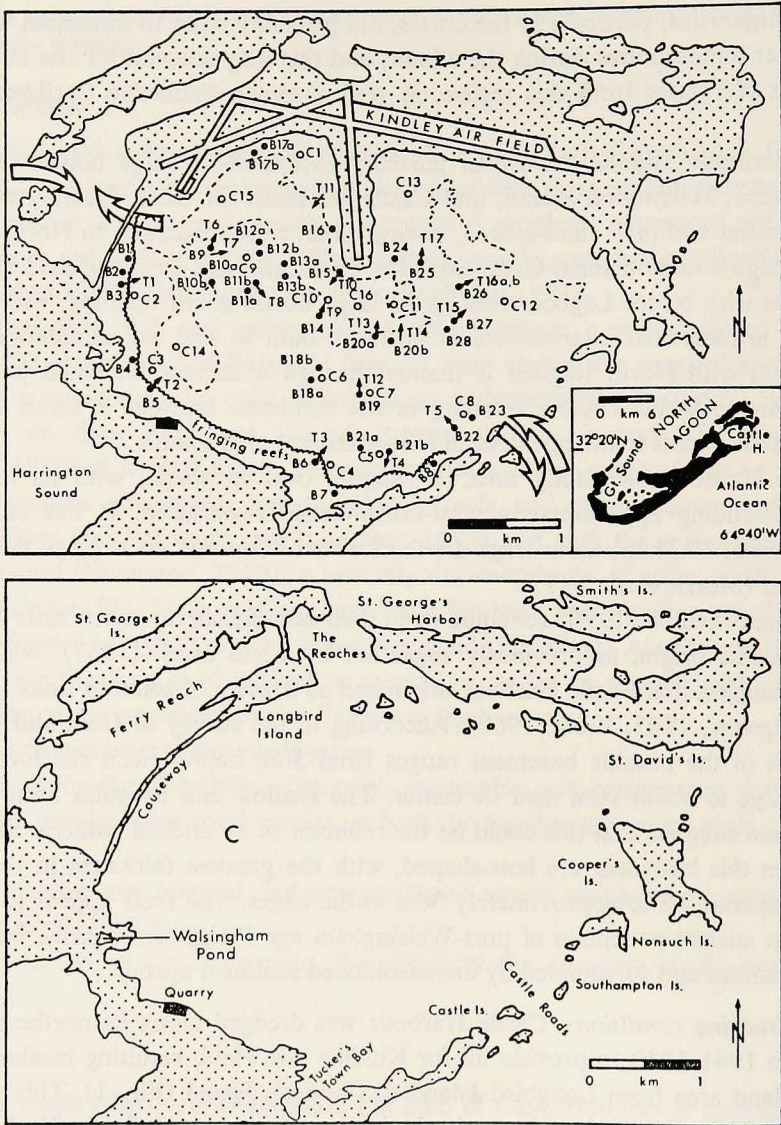 KINDLEY AIR FIELD
B17a
B17b
C1
C13
C15
T11
T6
B12a
B16
T7
B12b
B9
B24
T17
B1
B10a
C9
B13a
B25
B2
T1
B10b
B11b
B13b
B15
T10
T16a,b
B3
C2
B11a
T8
C10
C16
B26
C12
T9
C11
T15
B14
T13
T14
B27
C14
B20a
B20b
B28
B4
C3
B18b
T2
C6
T12
B5
B18a
C7
B19
C8
T5
B23
B22
fringing reefs
T3
B21a
B21b
B6
C5
C4
T4
B8
B7
Harrington
Sound
0 km 1
N
km 6
NORTH
LAGOON
32°20'N
Castle
H.
Gt. Sound
Atlantic
Ocean
64°40'W
St. George's
Is.
St. George's
Harbor
Smith's Is.
The
Reaches
Ferry Reach
Longbird
Island
Causeway
St. David's Is.
C
Cooper's
Is.
Walsingham
Pond
Nonsuch Is.
Quarry
Castle Roads
Southampton Is.
Castle Is.
Tucker's
Town Bay
N
0 km 1